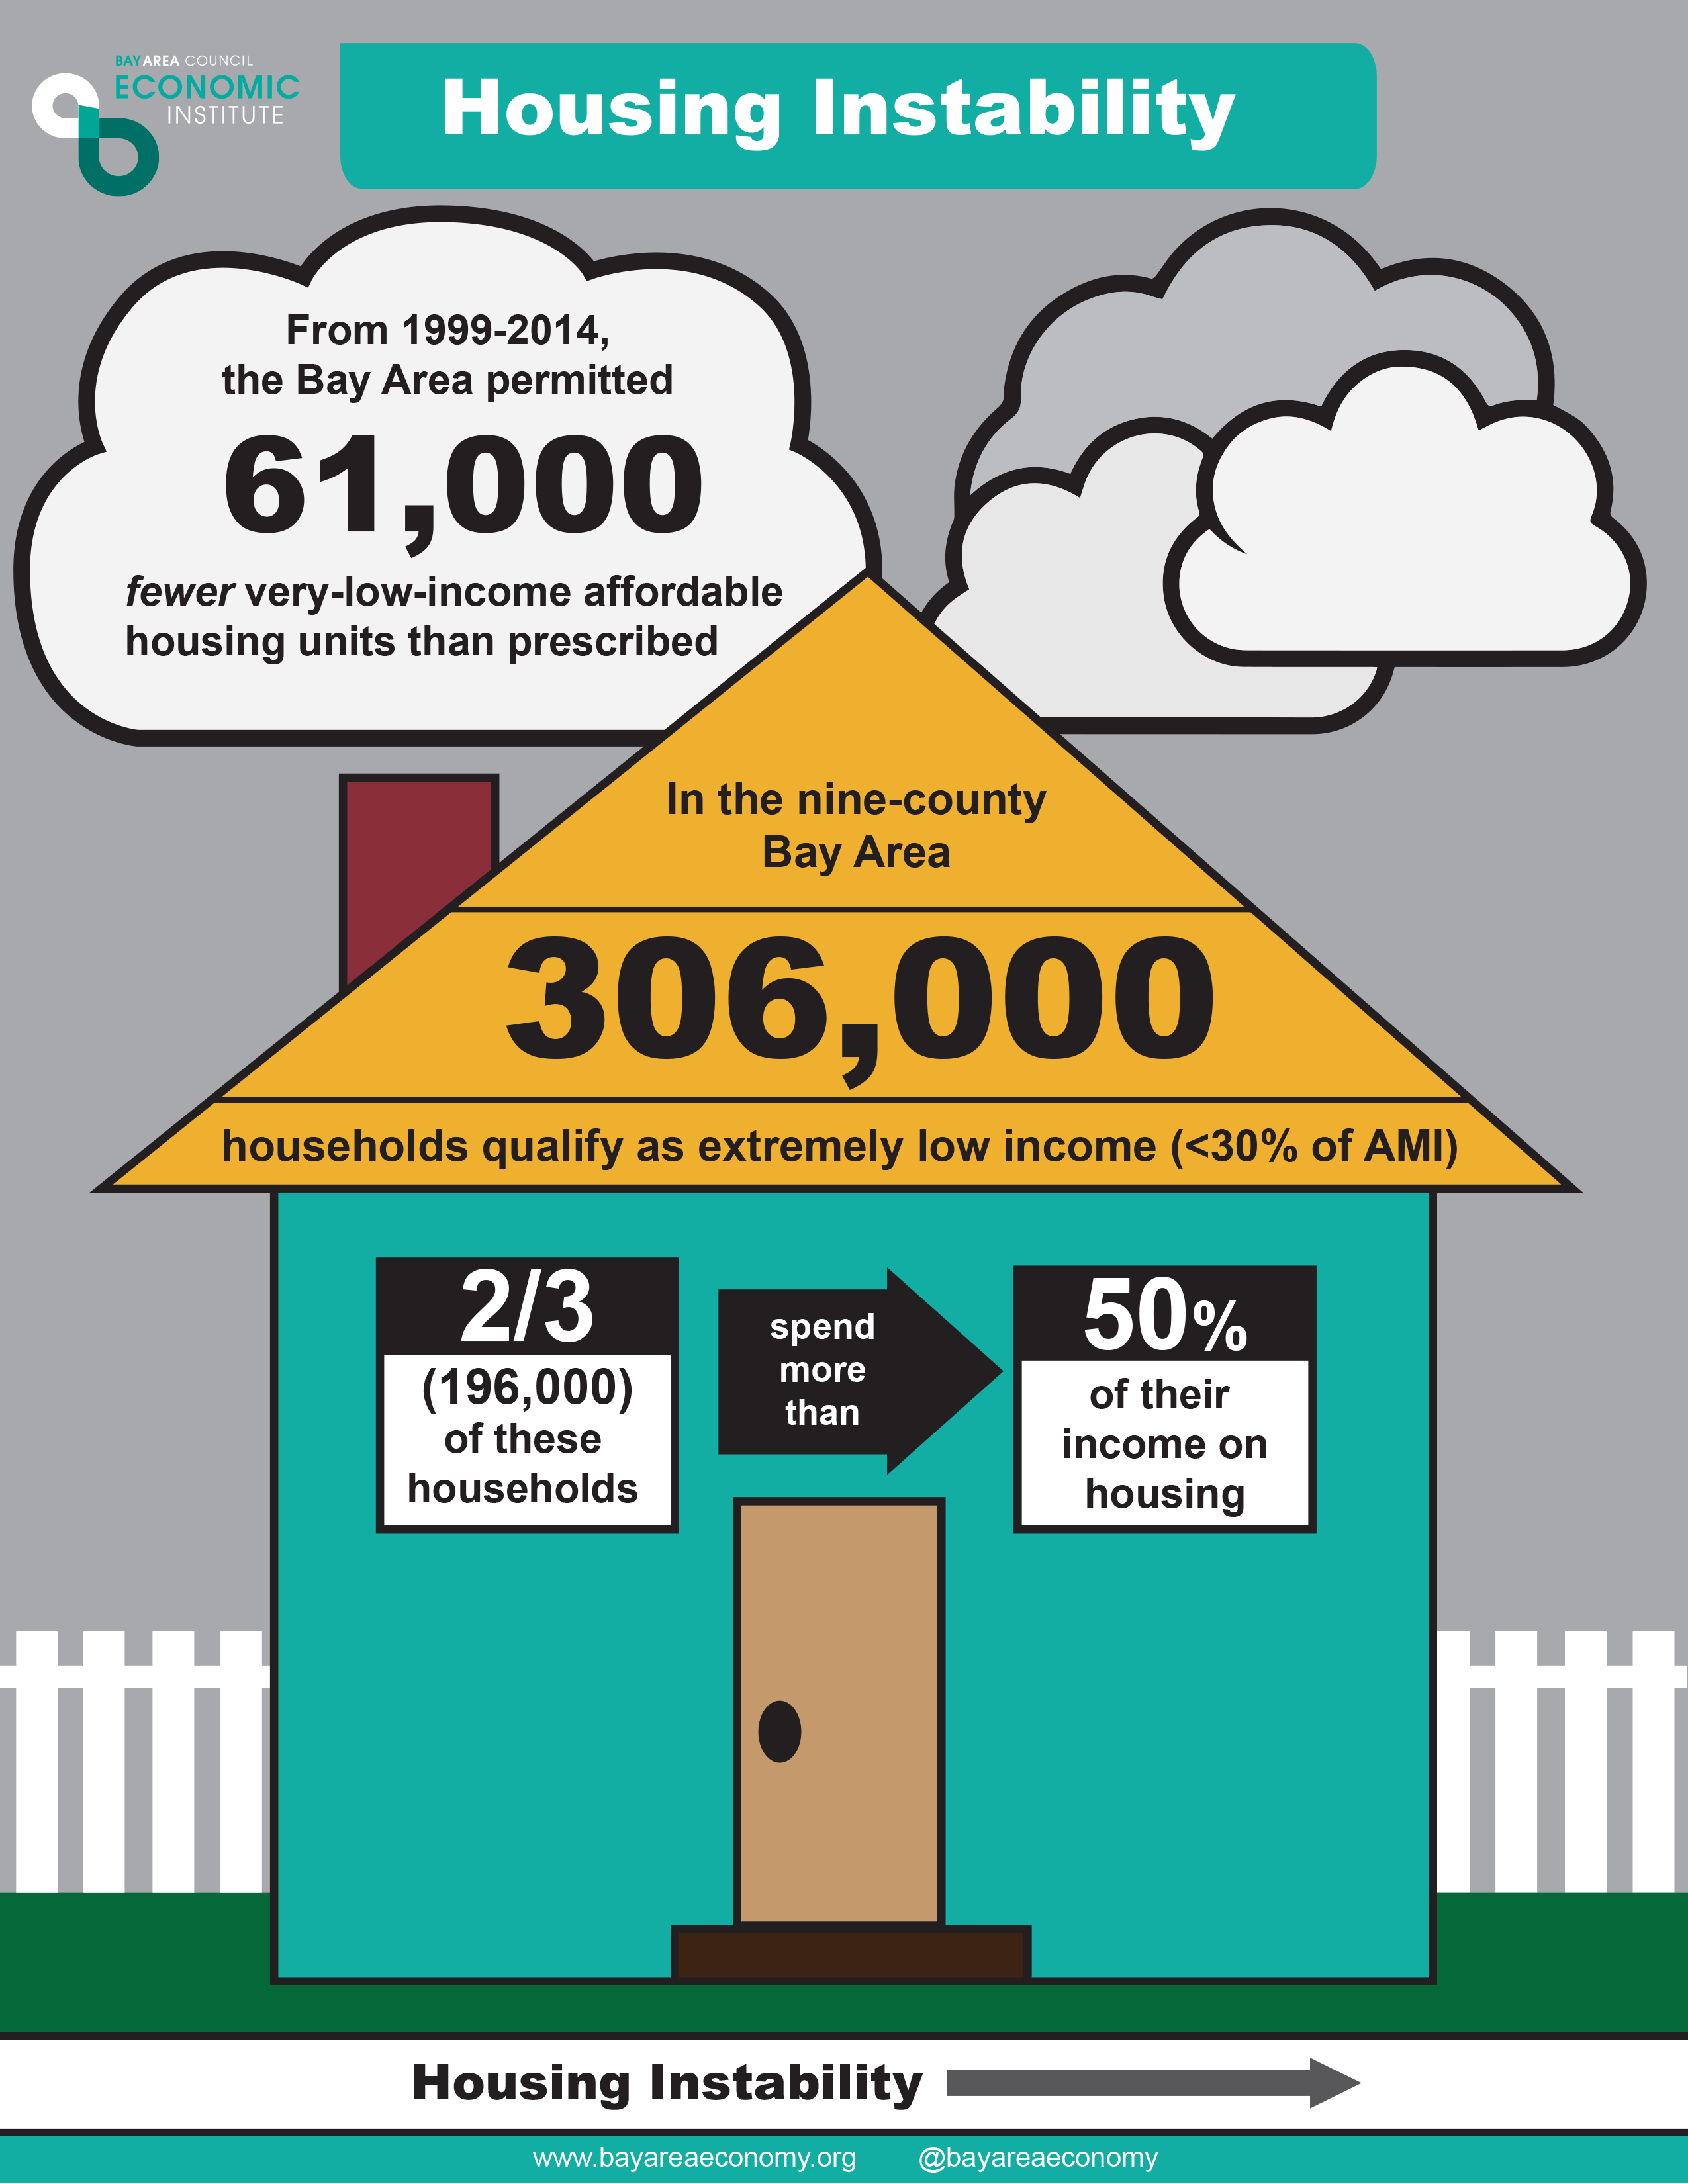 BAY AREA COUNCIL
ECONOMIC
INSTITUTE
Housing Instability
From 1999-2014,
the Bay Area permitted
61,000
fewer very-low-income affordable
housing units than prescribed
In the nine-county
Bay Area
306,000
households qualify as extremely low income (<30% of AMI)
2/3
(196,000)
of these
households
spend
more
than
50%
of their
income on
housing
Housing Instability
www.bayareaeconomy.org @bayareaeconomy